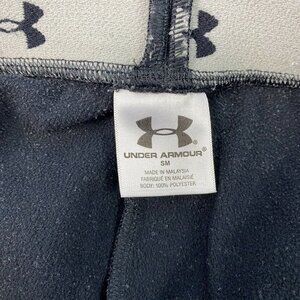 UNDER ARMOUR
SM
MADE IN MALAYSIA
FABRIQUÉ EN MALAISIE
BODY: 100% POLYESTER